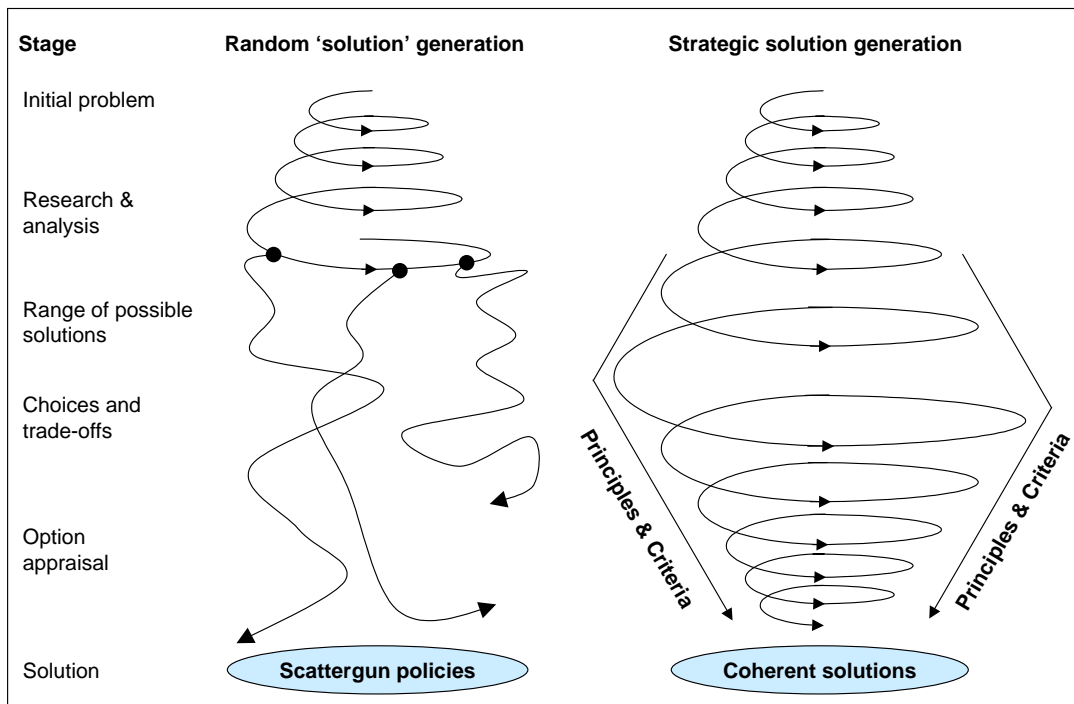 Stage
Random ‘solution’ generation
Strategic solution generation
Initial problem
Research &
analysis
Range of possible
solutions
Choices and
trade-offs
Option
appraisal
Principles & Criteria
Principles & Criteria
Solution
Scattergun policies
Coherent solutions